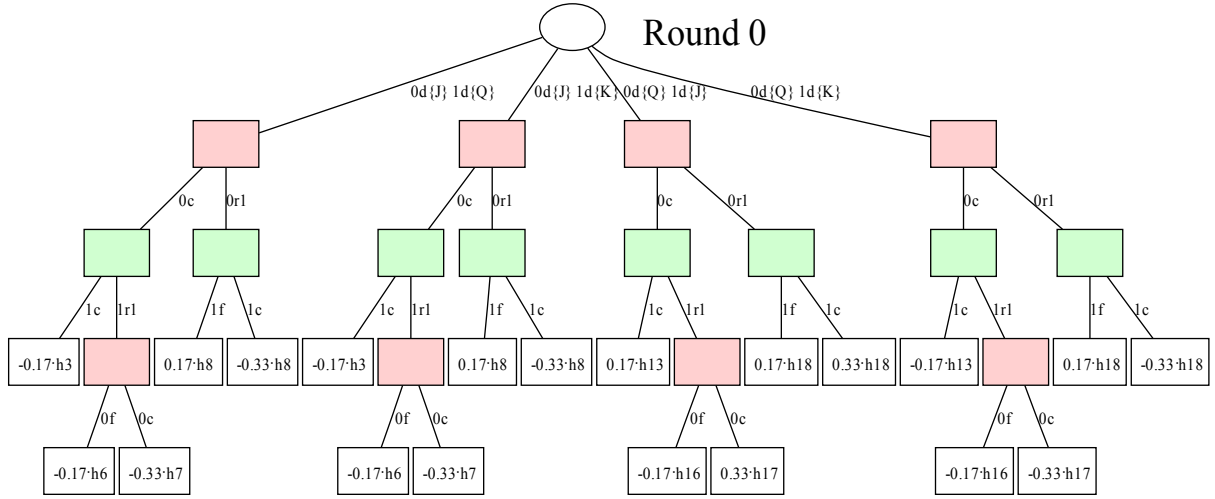 Round 0
0d{J} 1d{Q} 0d{J} 1d{K} 0d{Q} 1d{J} 0d{Q} 1d{K}
0c 0r1 0c 0r1 0c 0r1 0c 0r1
1c 1r1 1f 1c 1c 1r1 1f 1c 1c 1r1 1f 1c 1c 1r1 1f 1c
-0.17·h3 0.17·h8 -0.33·h8 -0.17·h3 0.17·h8 -0.33·h8 0.17·h13 0.17·h18 0.33·h18 -0.17·h13 0.17·h18 -0.33·h18
0f 0c 0f 0c 0f 0c 0f 0c
-0.17·h6 -0.33·h7 -0.17·h6 -0.33·h7 -0.17·h16 0.33·h17 -0.17·h16 -0.33·h17